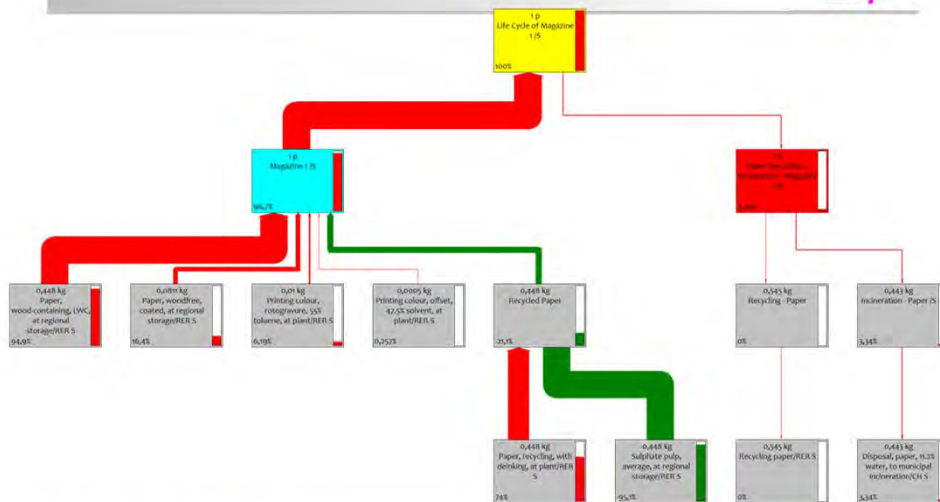 1 p
Life Cycle of Magazine
1 /S
100%
1 p
Magazine 1 /S
96,7%
0,448 kg
Paper,
wood-containing, LWC,
at regional
storage/RER S
94,9%
0,0811 kg
Paper, woodfree,
coated, at regional
storage/RER S
16,4%
0,01 kg
Printing colour,
rotogravure, 55%
toluene, at plant/RER S
6,19%
0,0005 kg
Printing colour, offset,
47.5% solvent, at
plant/RER S
0,257%
0,448 kg
Recycled Paper
-21,1%
0,545 kg
Recycling - Paper
0%
0,443 kg
Incineration - Paper /S
3,34%
0,448 kg
Paper, recycling, with
deinking, at plant/RER
S
74%
-0,448 kg
Sulphate pulp,
average, at regional
storage/RER S
-95,1%
0,545 kg
Recycling paper/RER S
0%
0,443 kg
Disposal, paper, 11.2%
water, to municipal
incineration/CH S
3,34%